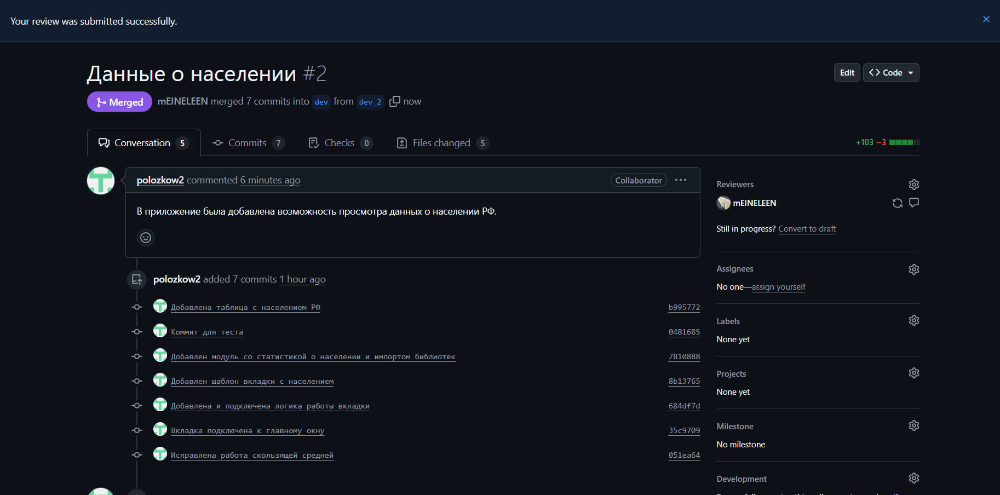 Your review was submitted successfully.
Данные о населении #2
Edit
Code
Merged
mEINELEEN merged 7 commits into dev from dev_2 now
Conversation 5
Commits 7
Checks 0
Files changed 5
+103 −3
polozkow2 commented 6 minutes ago
Collaborator
В приложение была добавлена возможность просмотра данных о населении РФ.
polozkow2 added 7 commits 1 hour ago
Добавлена таблица с населением РФ b995772
Коммит для теста 0481685
Добавлен модуль со статистикой о населении и импортом библиотек 7810888
Добавлен шаблон вкладки с населением 8b13765
Добавлена и подключена логика работы вкладки 684df7d
Вкладка подключена к главному окну 35c9709
Исправлена работа скользящей средней 051ea64
Reviewers
mEINELEEN
Still in progress? Convert to draft
Assignees
No one—assign yourself
Labels
None yet
Projects
None yet
Milestone
No milestone
Development